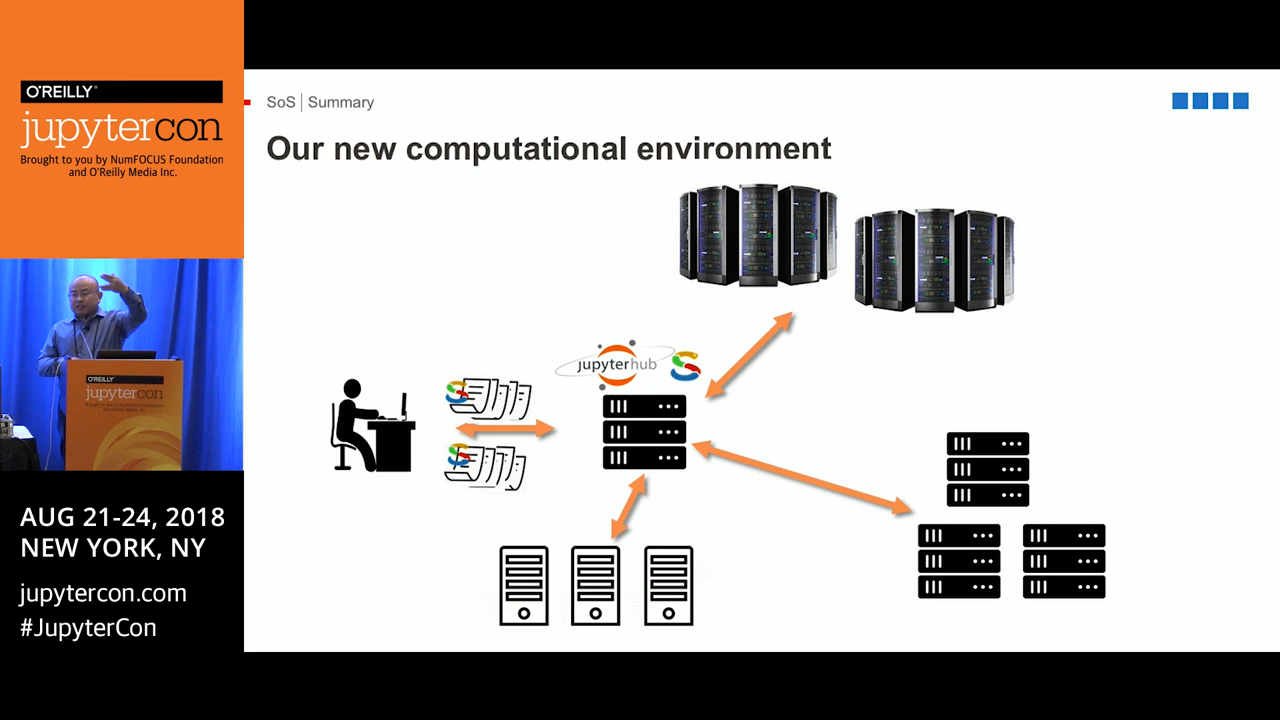 O'REILLY®
jupytercon
Brought to you by NumFOCUS Foundation
and O'Reilly Media Inc.
SoS | Summary
Our new computational environment
jupyterhub
O'REILLY
jupytercon
AUG 21-24, 2018
NEW YORK, NY
jupytercon.com
#JupyterCon